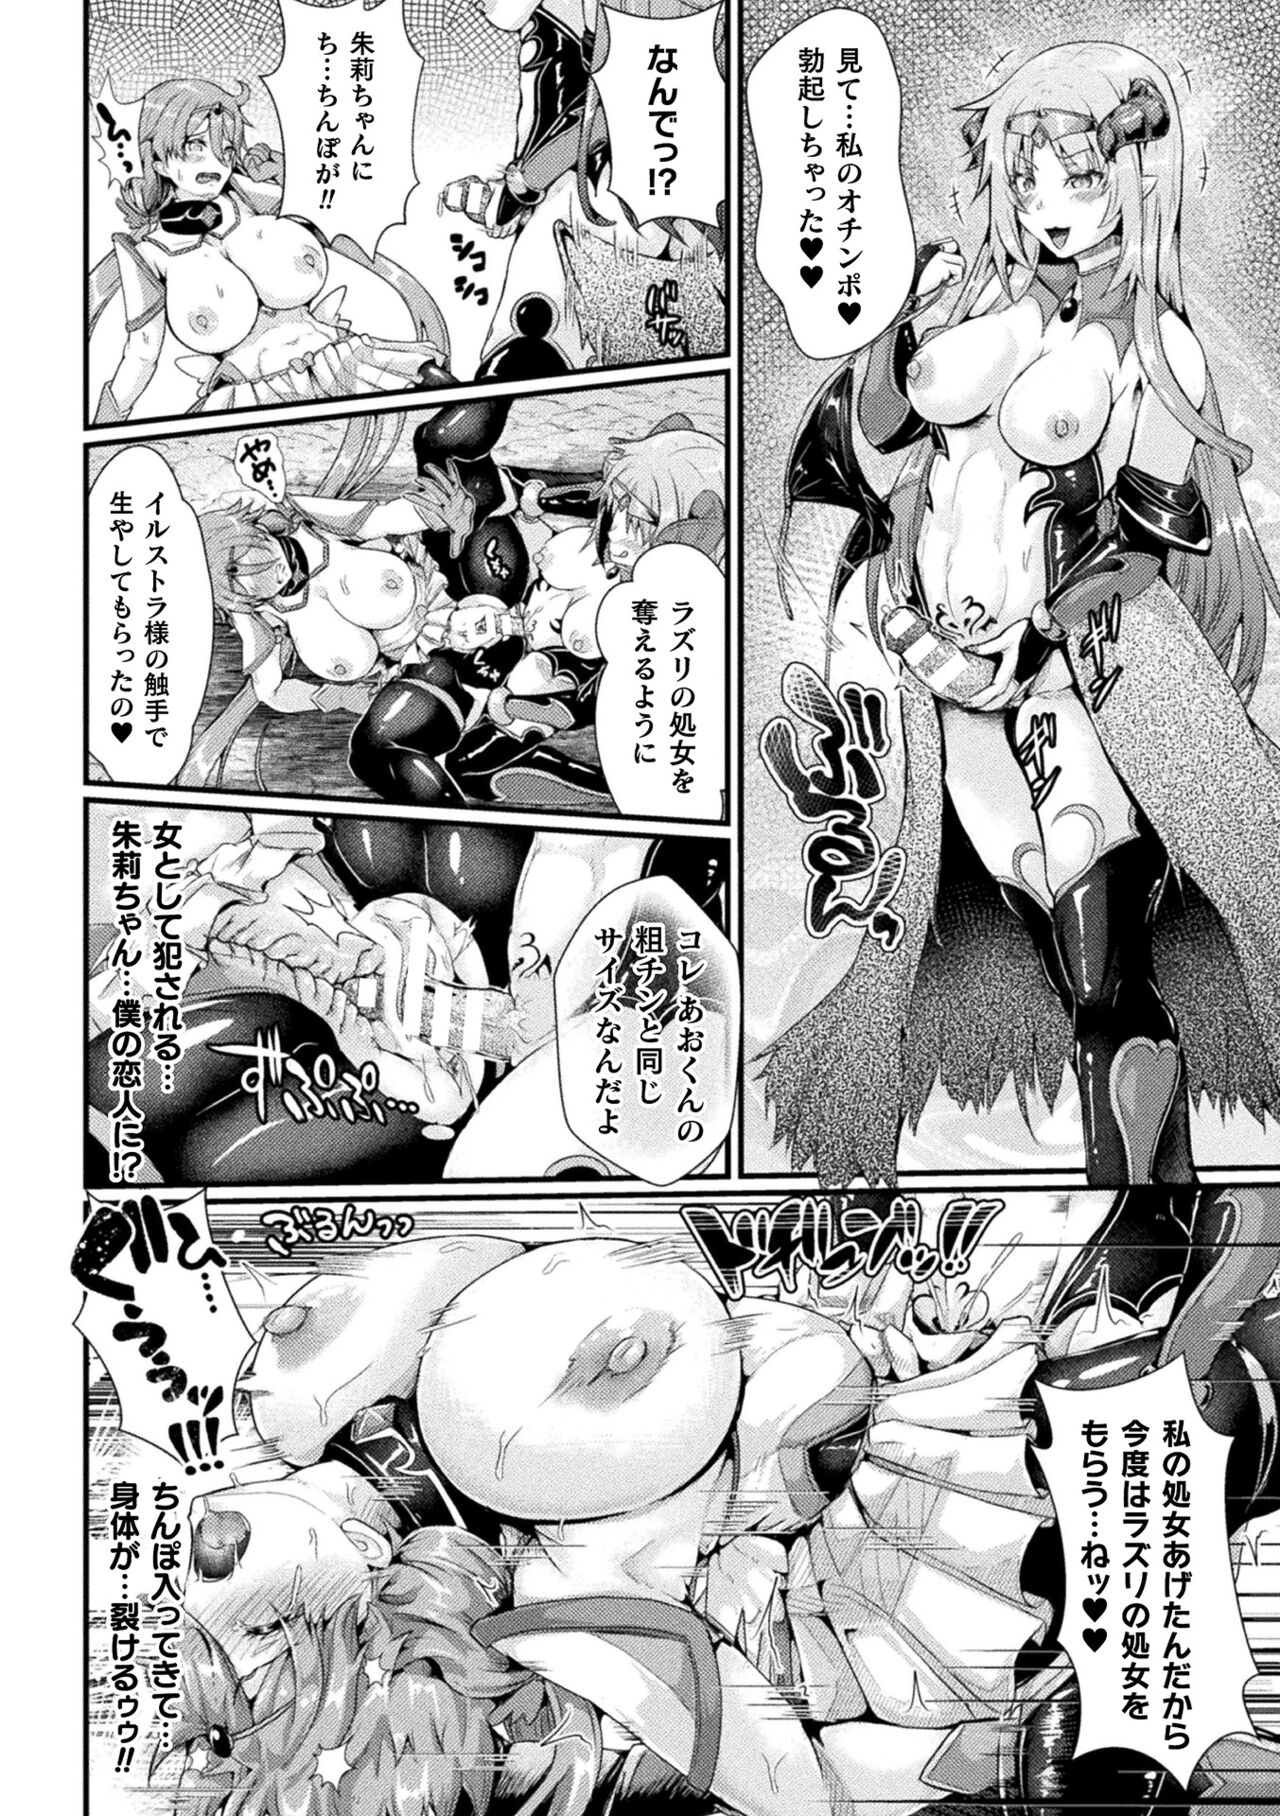 見て…私のオチンポ♥
勃起しちゃった♥♥
ぶるんっ
なんでっ!?
シコ
シコ
朱莉ちゃんに
ち…ちんぽが!!
ラズリの処女を
奪えるように
やめ…
イルストラ様の触手で
生やしてもらったの♥
コレあおくんの
粗チンと同じ
サイズなんだよ
ずぷぷ…
女として犯される…
朱莉ちゃん…僕の恋人に!?
ぶるんっっ
私の処女あげたんだから
今度はラズリの処女を
もらう…ねッ♥♥
ちんぽ入ってきて…
身体が…裂けるゥゥ!!